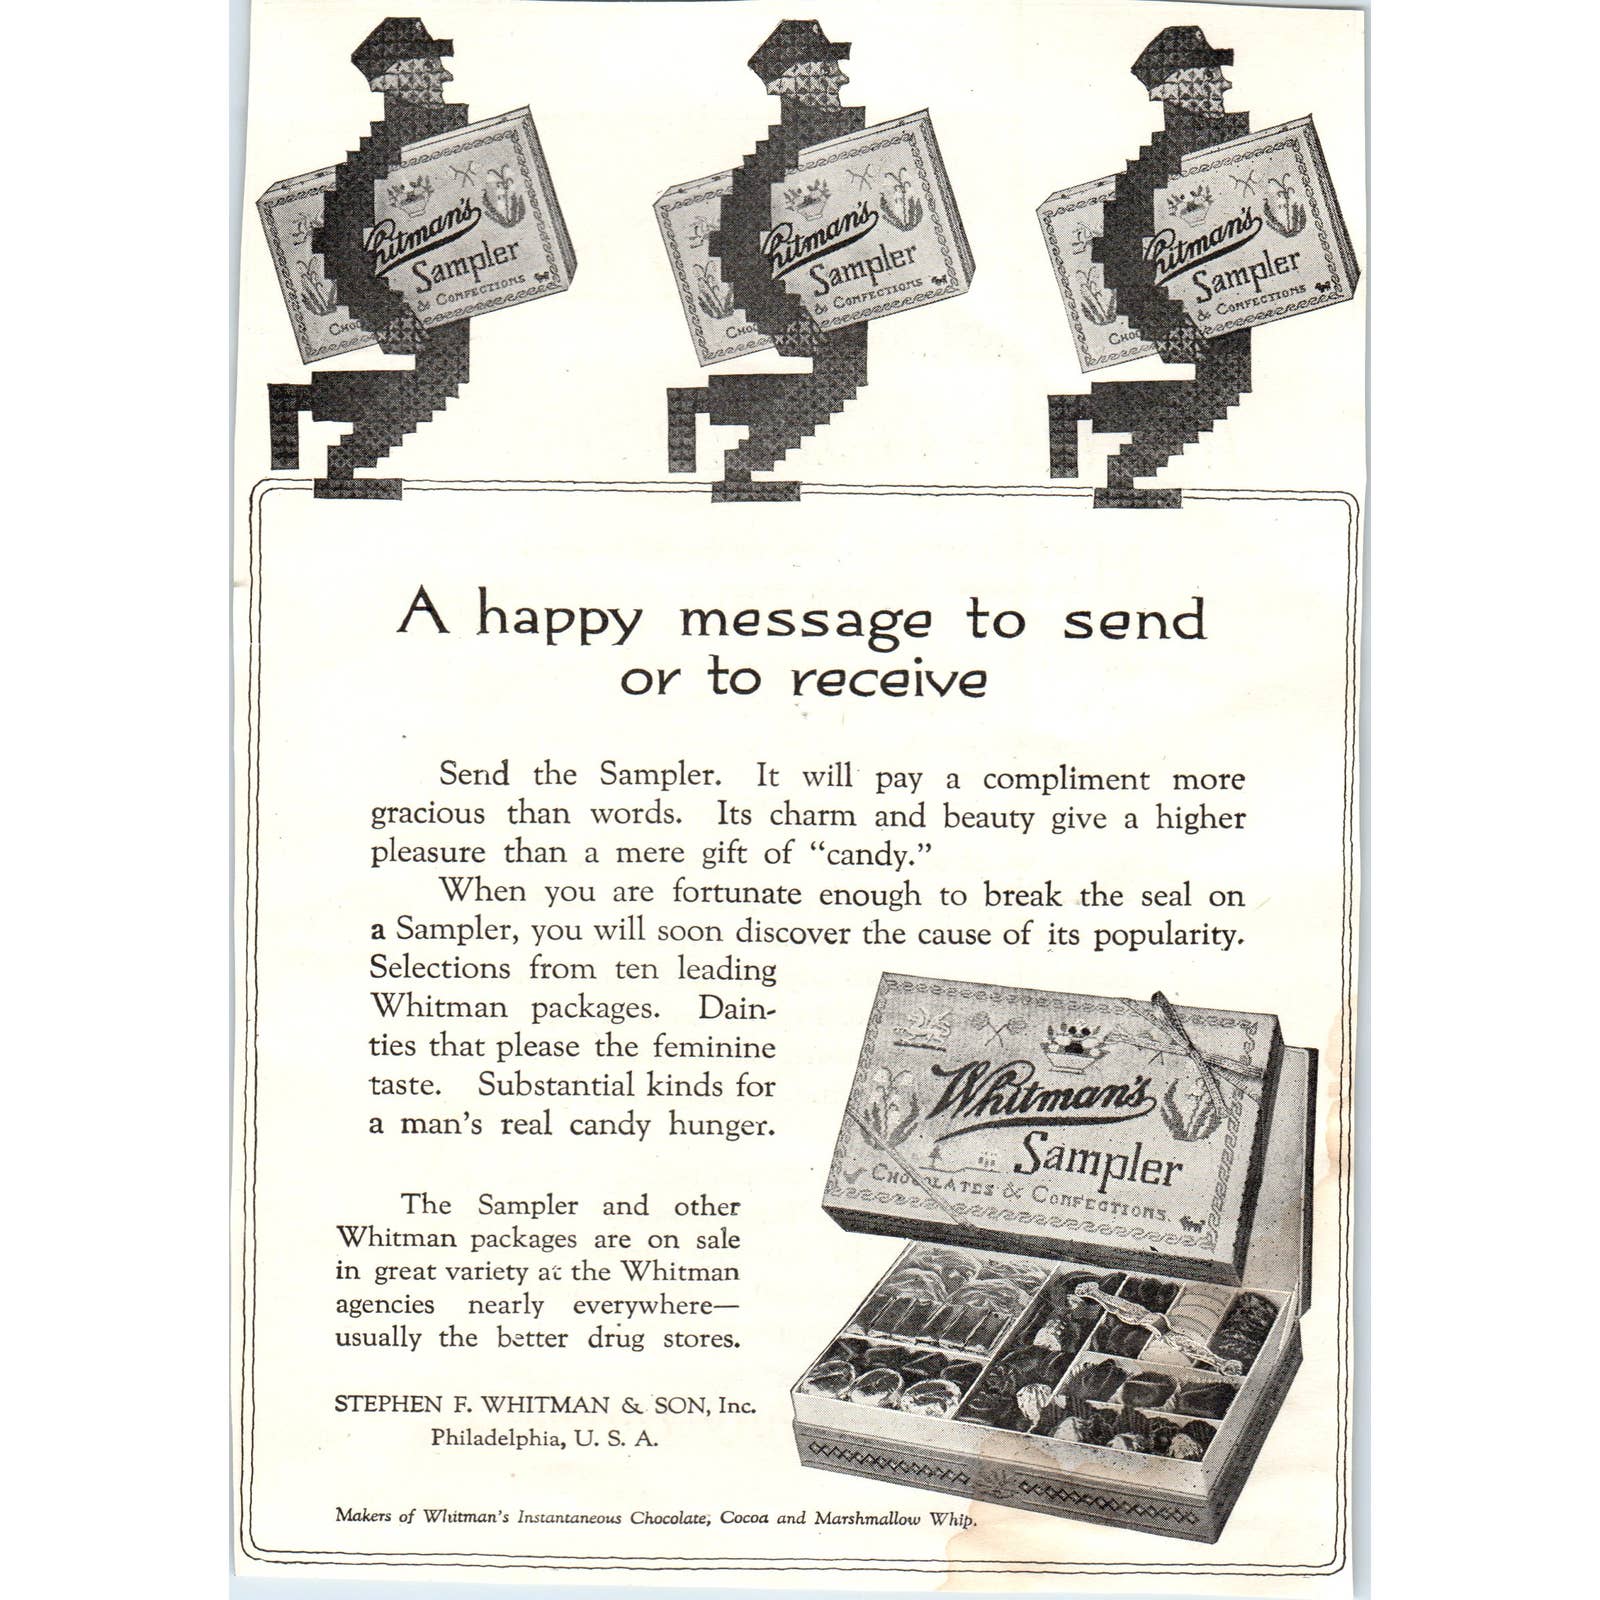 hitman's
Sampler
& Confections
hitman's
Sampler
& Confections
hitman's
Sampler
& Confections
A happy message to send
or to receive
Send the Sampler. It will pay a compliment more
gracious than words. Its charm and beauty give a higher
pleasure than a mere gift of “candy.”
When you are fortunate enough to break the seal on
a Sampler, you will soon discover the cause of its popularity.
Selections from ten leading
Whitman packages. Dain-
ties that please the feminine
taste. Substantial kinds for
a man's real candy hunger.
Whitman's
Sampler
Chocolates & Confections
The Sampler and other
Whitman packages are on sale
in great variety at the Whitman
agencies nearly everywhere—
usually the better drug stores.
STEPHEN F. WHITMAN & SON, Inc.
Philadelphia, U. S. A.
Makers of Whitman's Instantaneous Chocolate, Cocoa and Marshmallow Whip.